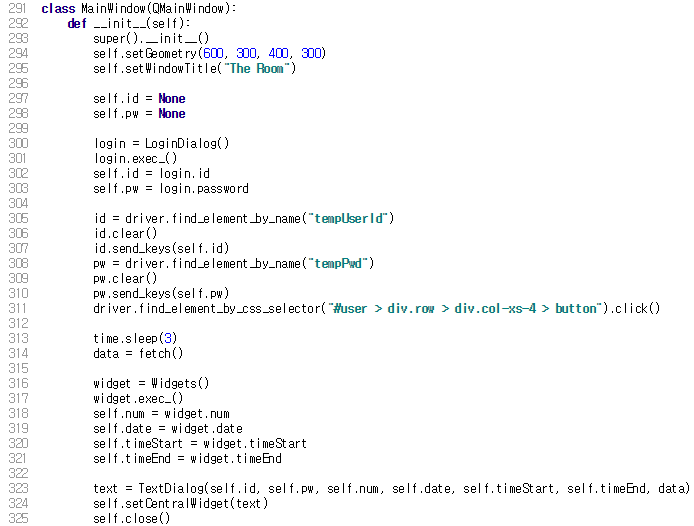 291 class MainWindow(QMainWindow):
292     def __init__(self):
293         super().__init__()
294         self.setGeometry(600, 300, 400, 300)
295         self.setWindowTitle("The Room")
296
297         self.id = None
298         self.pw = None
299
300         login = LoginDialog()
301         login.exec_()
302         self.id = login.id
303         self.pw = login.password
304
305         id = driver.find_element_by_name("tempUserId")
306         id.clear()
307         id.send_keys(self.id)
308         pw = driver.find_element_by_name("tempPwd")
309         pw.clear()
310         pw.send_keys(self.pw)
311         driver.find_element_by_css_selector("#user > div.row > div.col-xs-4 > button").click()
312
313         time.sleep(3)
314         data = fetch()
315
316         widget = Widgets()
317         widget.exec_()
318         self.num = widget.num
319         self.date = widget.date
320         self.timeStart = widget.timeStart
321         self.timeEnd = widget.timeEnd
322
323         text = TextDialog(self.id, self.pw, self.num, self.date, self.timeStart, self.timeEnd, data)
324         self.setCentralWidget(text)
325         self.close()